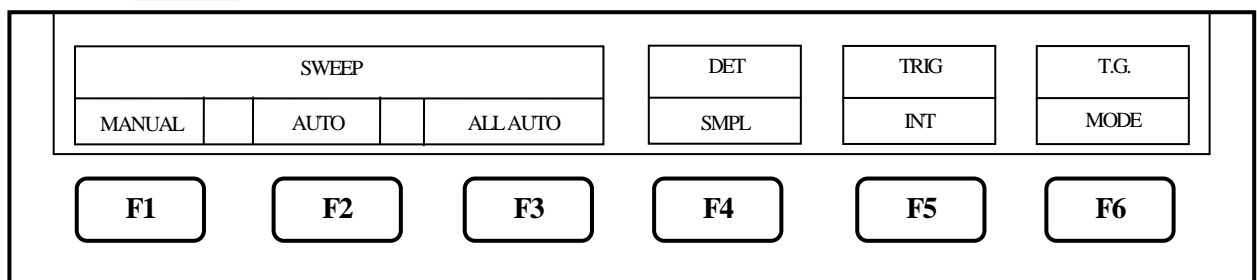 SWEEP DET TRIG T.G.
MANUAL AUTO ALL AUTO SMPL INT MODE
F1 F2 F3 F4 F5 F6